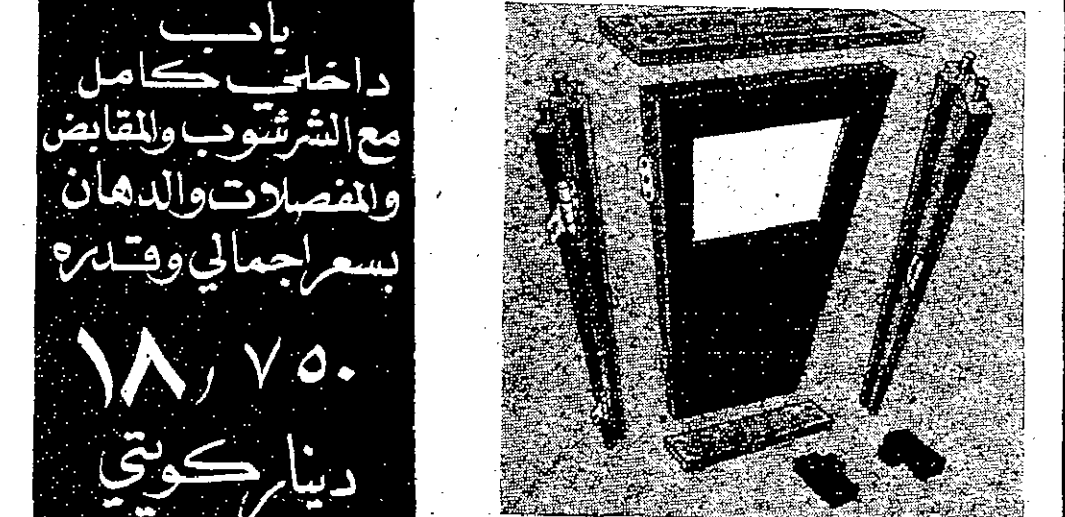 باب
داخلي كامل
مع الشرشوب والمقابض
والمفصلات والدهان
بسعر اجمالي وقدره
١٨,٧٥٠
دينار كويتي